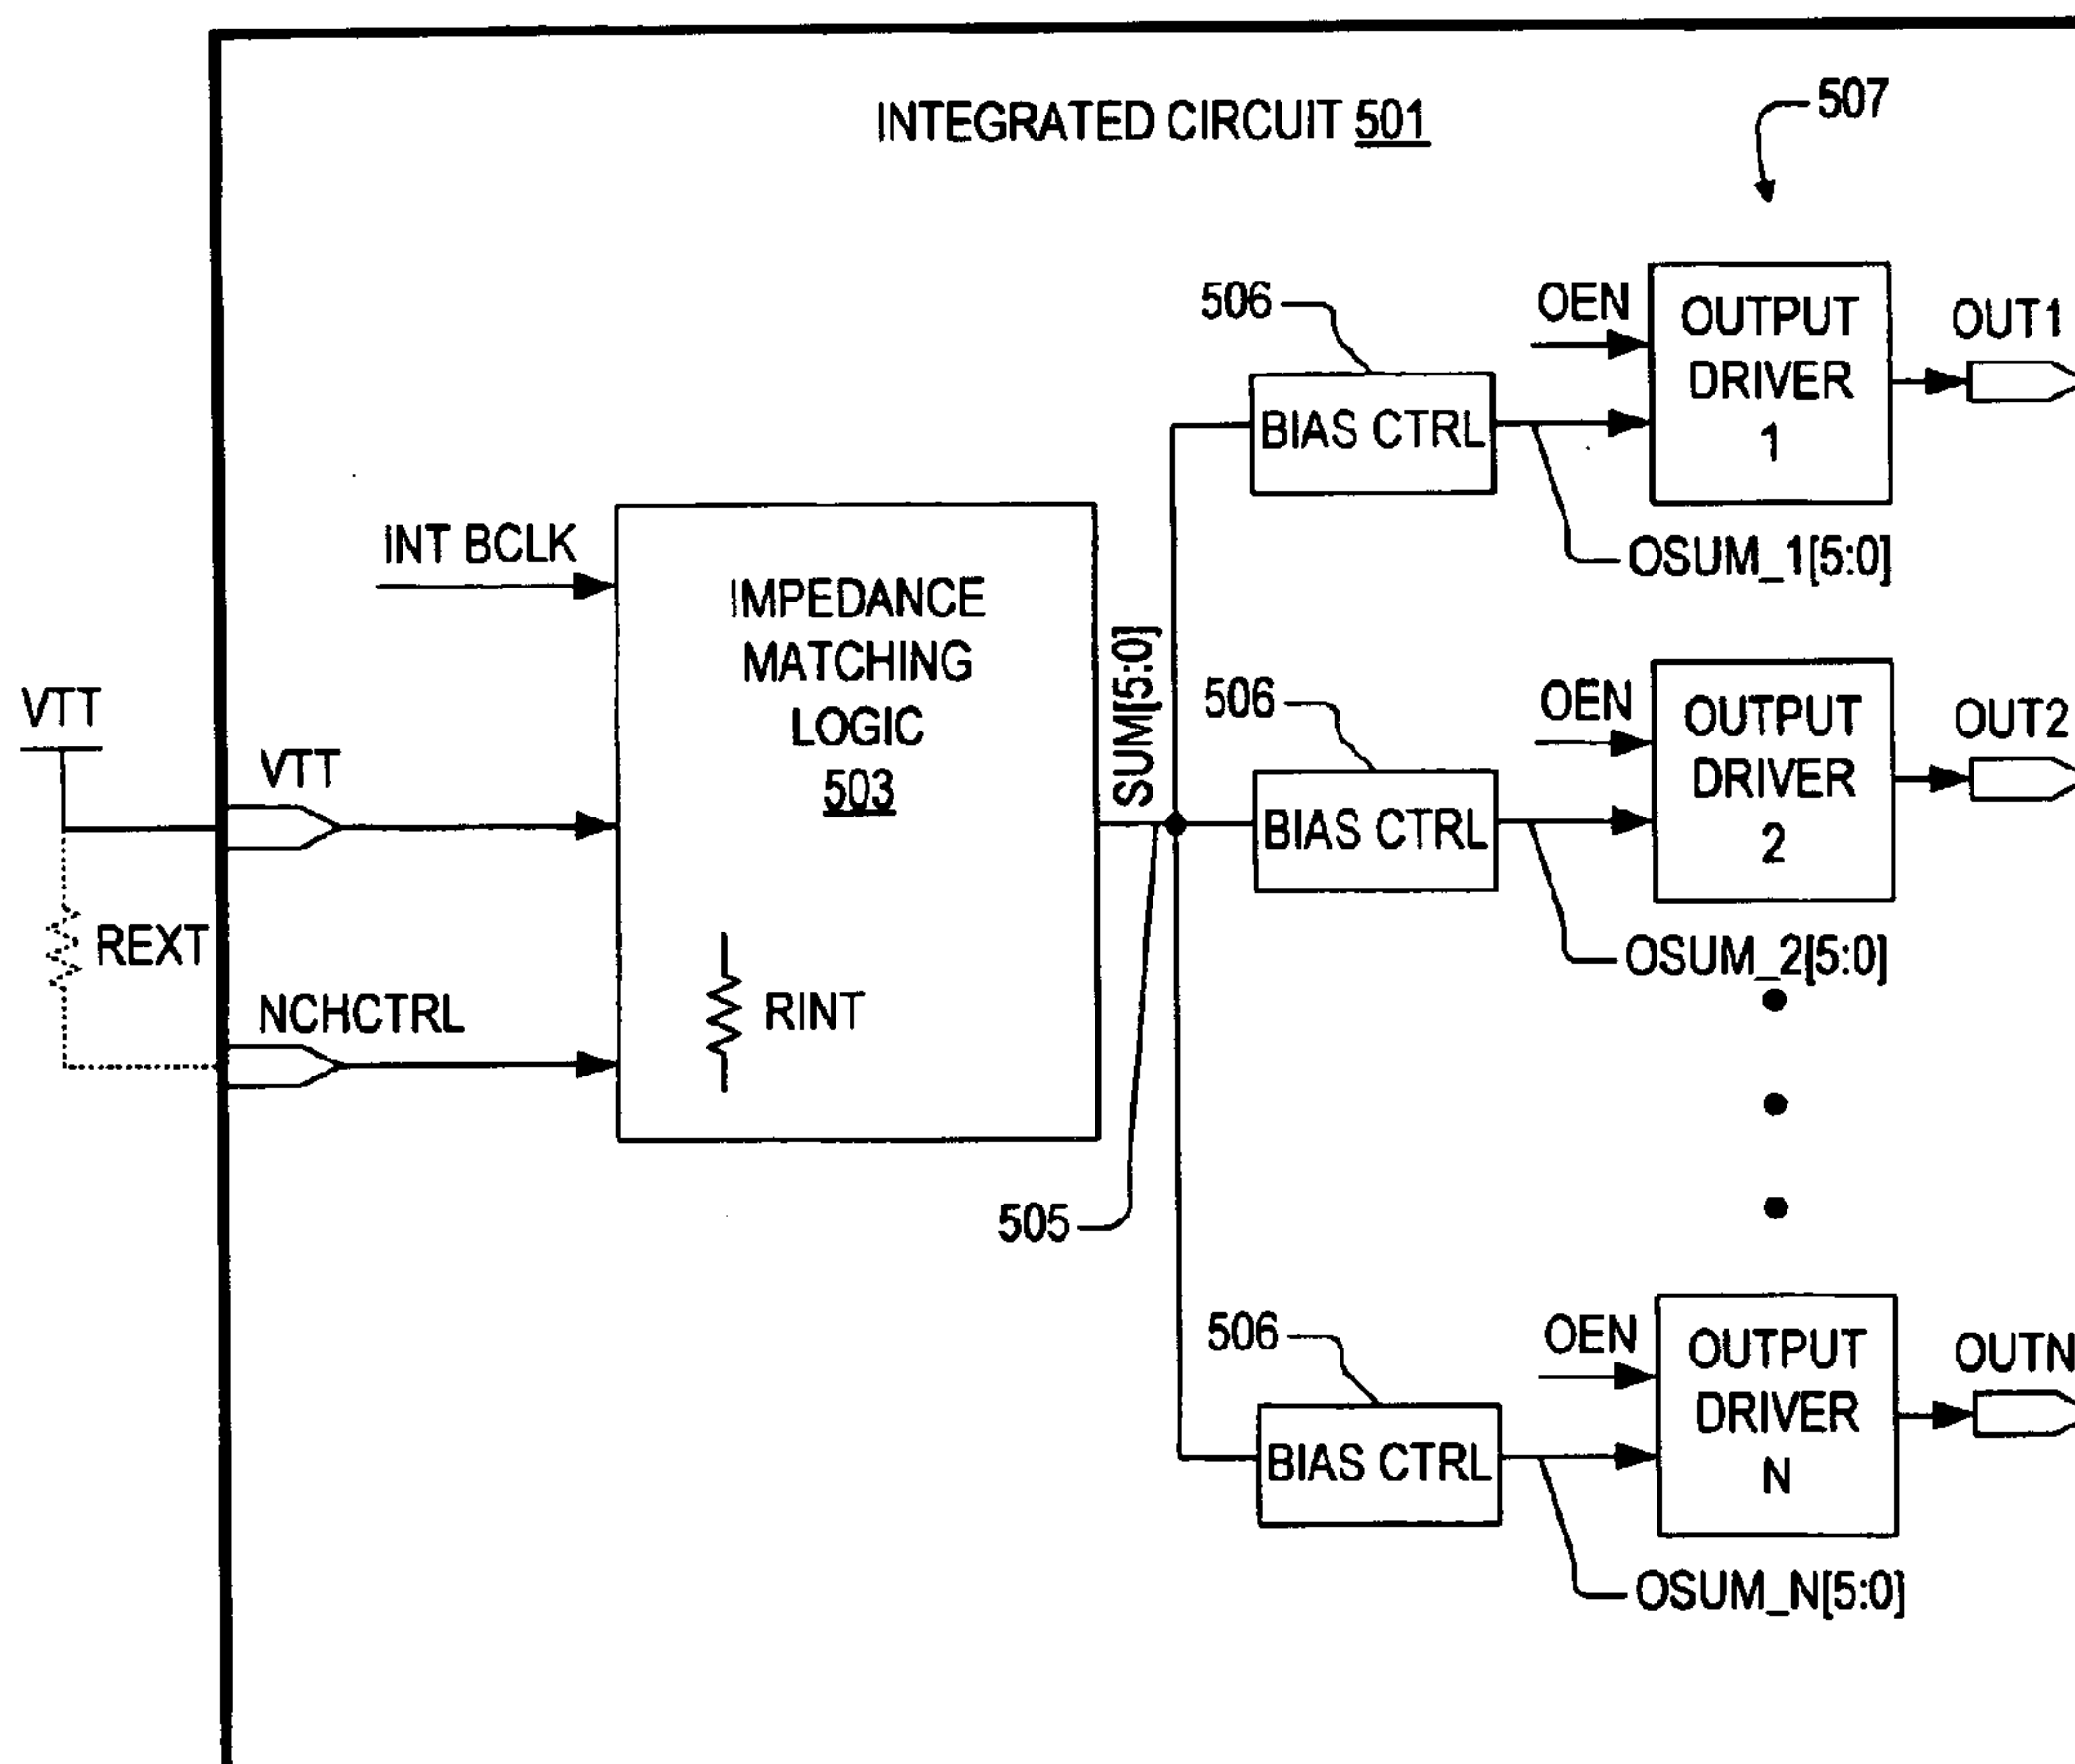 INTEGRATED CIRCUIT 501
507
506
OEN
OUTPUT
DRIVER
1
OUT1
BIAS CTRL
OSUM_1[5:0]
INT BCLK
IMPEDANCE
MATCHING
LOGIC
503
SUM[5:0]
VTT
VTT
REXT
NCHCTRL
RINT
505
506
OEN
OUTPUT
DRIVER
2
OUT2
BIAS CTRL
OSUM_2[5:0]
506
OEN
OUTPUT
DRIVER
N
OUTN
BIAS CTRL
OSUM_N[5:0]